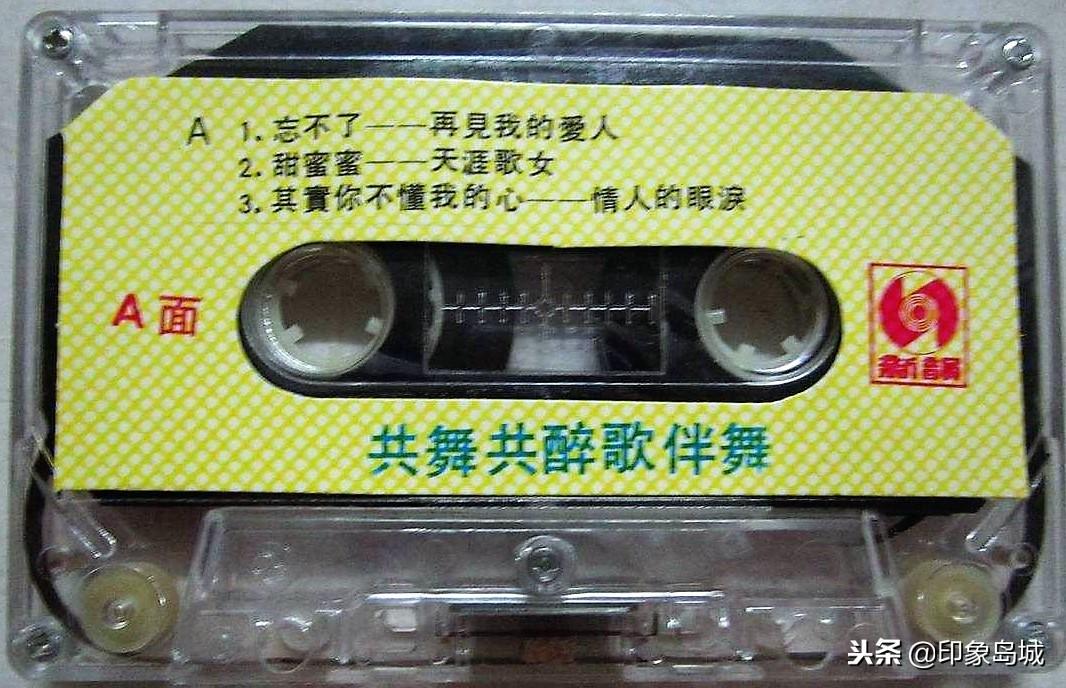 A 1. 忘不了——再見我的愛人
2. 甜蜜蜜——天涯歌女
3. 其實你不懂我的心——情人的眼淚
A面
新韻
共舞共醉歌伴舞
头条 @印象岛城